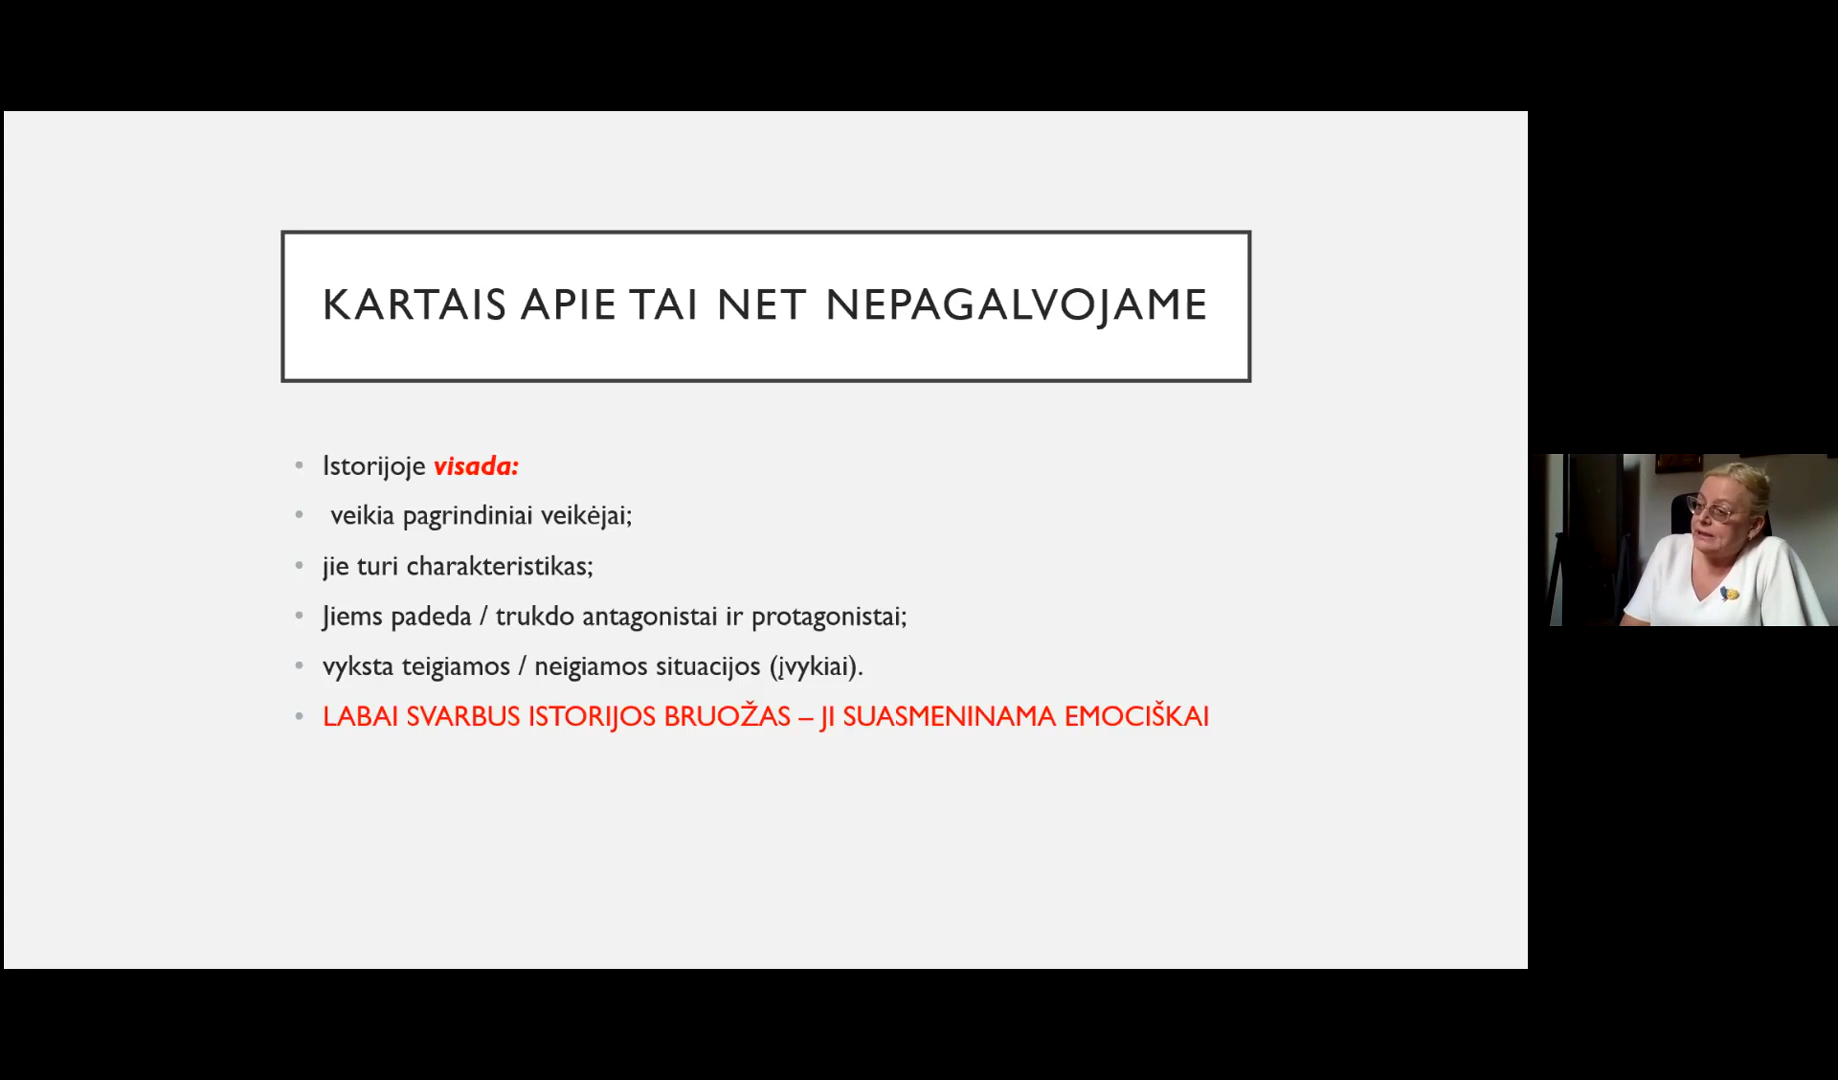 KARTAIS APIE TAI NET NEPAGALVOJAME
• Istorijoje visada:
• veikia pagrindiniai veikėjai;
• jie turi charakteristikas;
• Jiems padeda / trukdo antagonistai ir protagonistai;
• vyksta teigiamos / neigiamos situacijos (įvykiai).
• LABAI SVARBUS ISTORIJOS BRUOŽAS – JI SUASMENINAMA EMOCIŠKAI